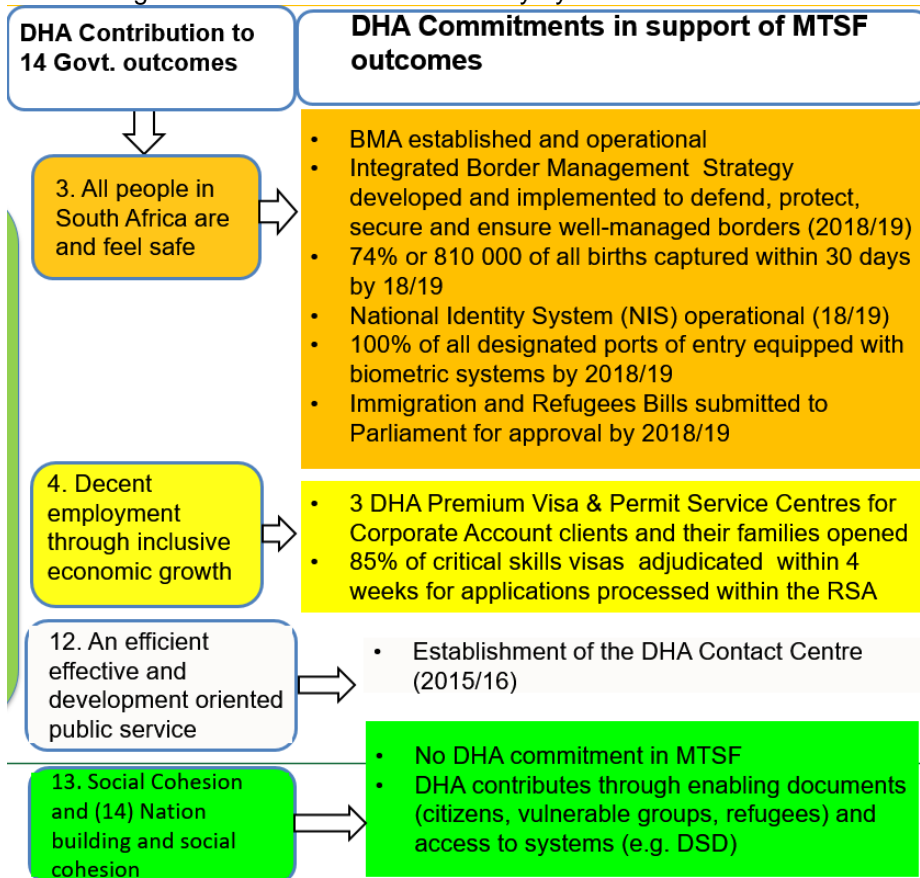 DHA Contribution to
14 Govt. outcomes
DHA Commitments in support of MTSF
outcomes
3. All people in
South Africa are
and feel safe
• BMA established and operational
• Integrated Border Management Strategy
developed and implemented to defend, protect,
secure and ensure well-managed borders (2018/19)
• 74% or 810 000 of all births captured within 30 days
by 18/19
• National Identity System (NIS) operational (18/19)
• 100% of all designated ports of entry equipped with
biometric systems by 2018/19
• Immigration and Refugees Bills submitted to
Parliament for approval by 2018/19
4. Decent
employment
through inclusive
economic growth
• 3 DHA Premium Visa & Permit Service Centres for
Corporate Account clients and their families opened
• 85% of critical skills visas adjudicated within 4
weeks for applications processed within the RSA
12. An efficient
effective and
development oriented
public service
• Establishment of the DHA Contact Centre
(2015/16)
13. Social Cohesion
and (14) Nation
building and social
cohesion
• No DHA commitment in MTSF
• DHA contributes through enabling documents
(citizens, vulnerable groups, refugees) and
access to systems (e.g. DSD)